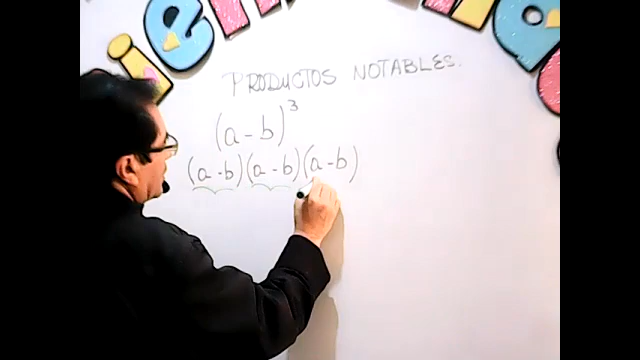 PRODUCTOS NOTABLES.
(a - b)³
(a - b)(a - b)(a - b)